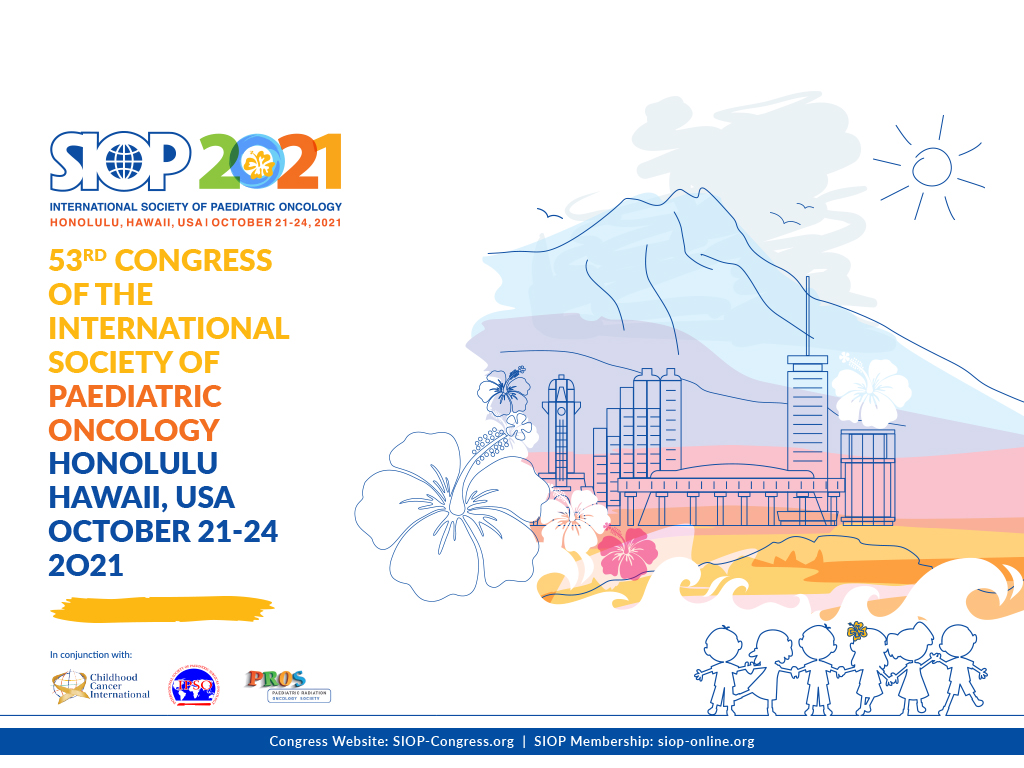 SIOP 2021
INTERNATIONAL SOCIETY OF PAEDIATRIC ONCOLOGY
HONOLULU, HAWAII, USA | OCTOBER 21-24, 2021
53RD CONGRESS
OF THE
INTERNATIONAL
SOCIETY OF
PAEDIATRIC
ONCOLOGY
HONOLULU
HAWAII, USA
OCTOBER 21-24
2O21
In conjunction with:
Childhood
Cancer
International
IPSO
PROS
PAEDIATRIC RADIATION
ONCOLOGY SOCIETY
Congress Website: SIOP-Congress.org | SIOP Membership: siop-online.org